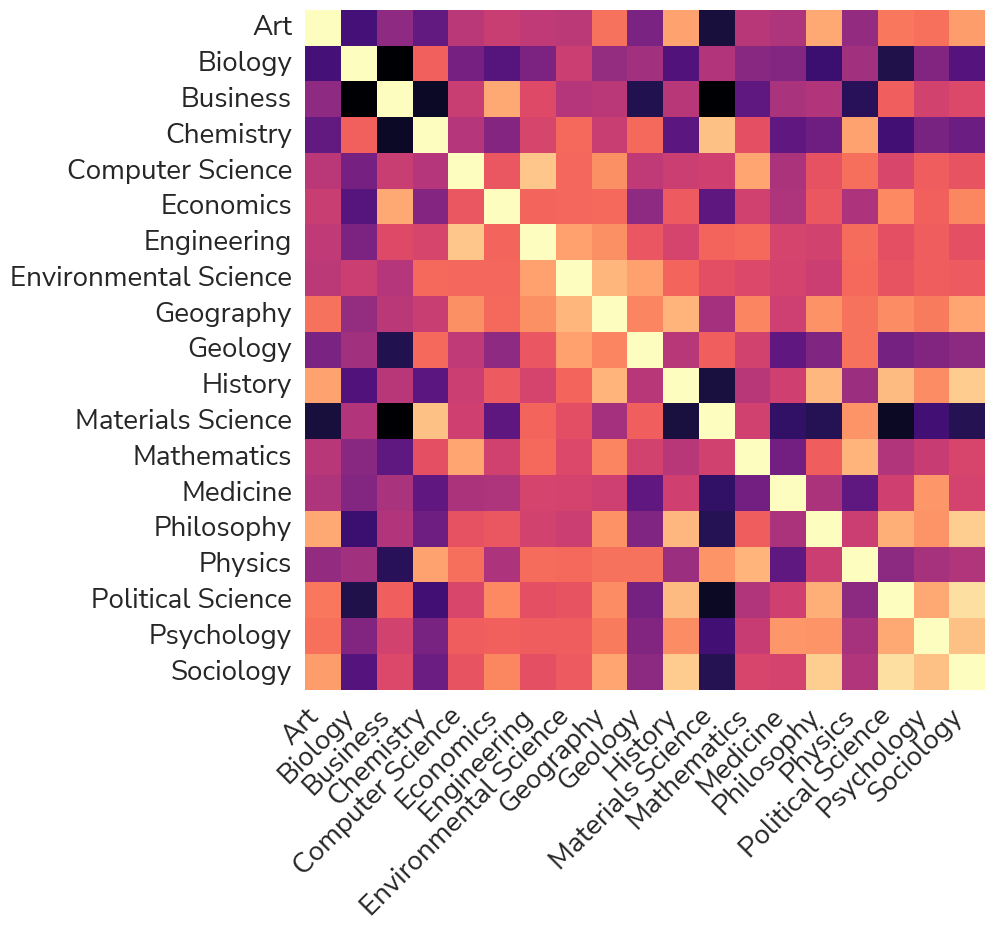 Art
Biology
Business
Chemistry
Computer Science
Economics
Engineering
Environmental Science
Geography
Geology
History
Materials Science
Mathematics
Medicine
Philosophy
Physics
Political Science
Psychology
Sociology
Art
Biology
Business
Chemistry
Computer Science
Economics
Engineering
Environmental Science
Geography
Geology
History
Materials Science
Mathematics
Medicine
Philosophy
Physics
Political Science
Psychology
Sociology